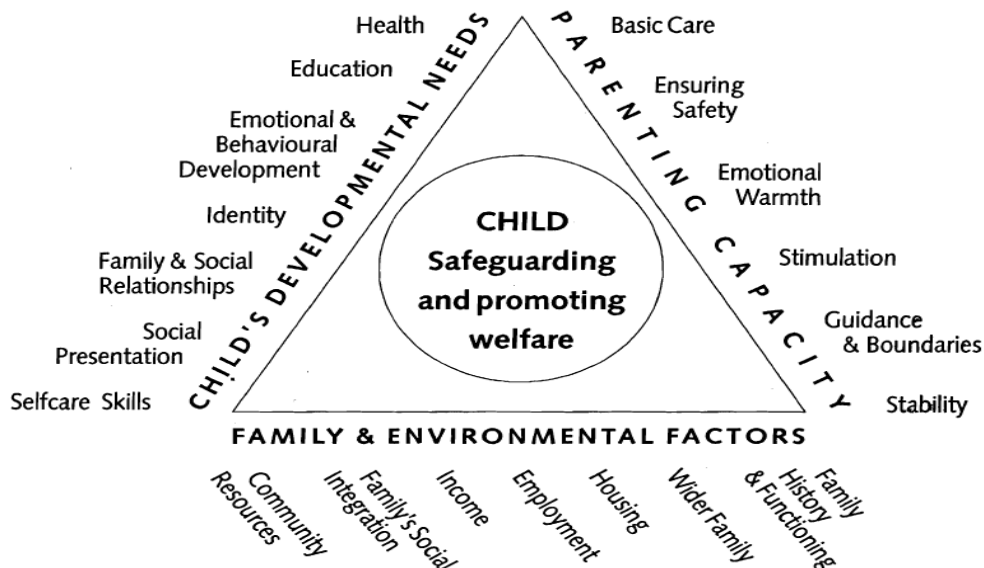 Health
Education
Emotional &
Behavioural
Development
Identity
Family & Social
Relationships
Social
Presentation
Selfcare Skills
CHILD'S DEVELOPMENTAL NEEDS
CHILD
Safeguarding
and promoting
welfare
PARENTING CAPACITY
Basic Care
Ensuring
Safety
Emotional
Warmth
Stimulation
Guidance
& Boundaries
Stability
FAMILY & ENVIRONMENTAL FACTORS
Community
Resources
Family's Social
Integration
Income
Employment
Housing
Wider Family
Family
History
& Functioning